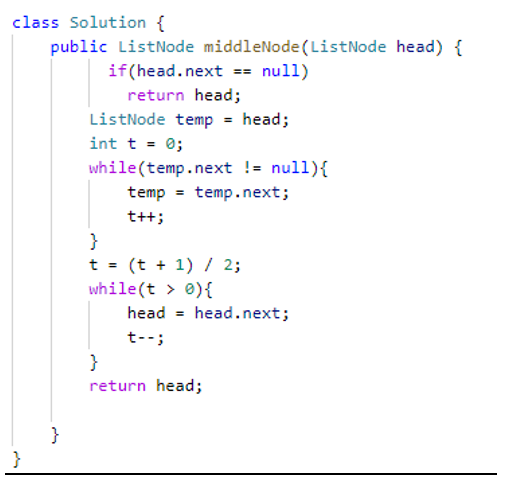 class Solution {
    public ListNode middleNode(ListNode head) {
          if(head.next == null)
            return head;
        ListNode temp = head;
        int t = 0;
        while(temp.next != null){
            temp = temp.next;
            t++;
        }
        t = (t + 1) / 2;
        while(t > 0){
            head = head.next;
            t--;
        }
        return head;
    }
}